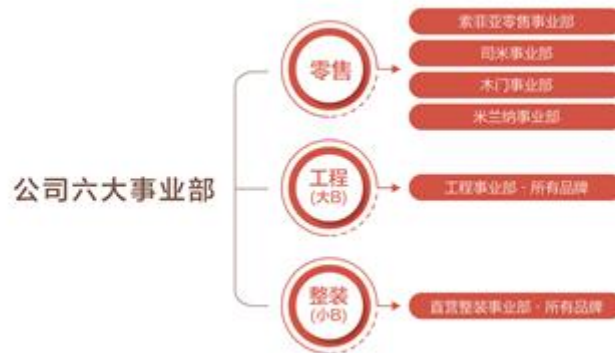 公司六大事业部
零售
索菲亚零售事业部
司米事业部
木门事业部
米兰纳事业部
工程
(大B)
工程事业部·所有品牌
整装
(小B)
直营整装事业部·所有品牌